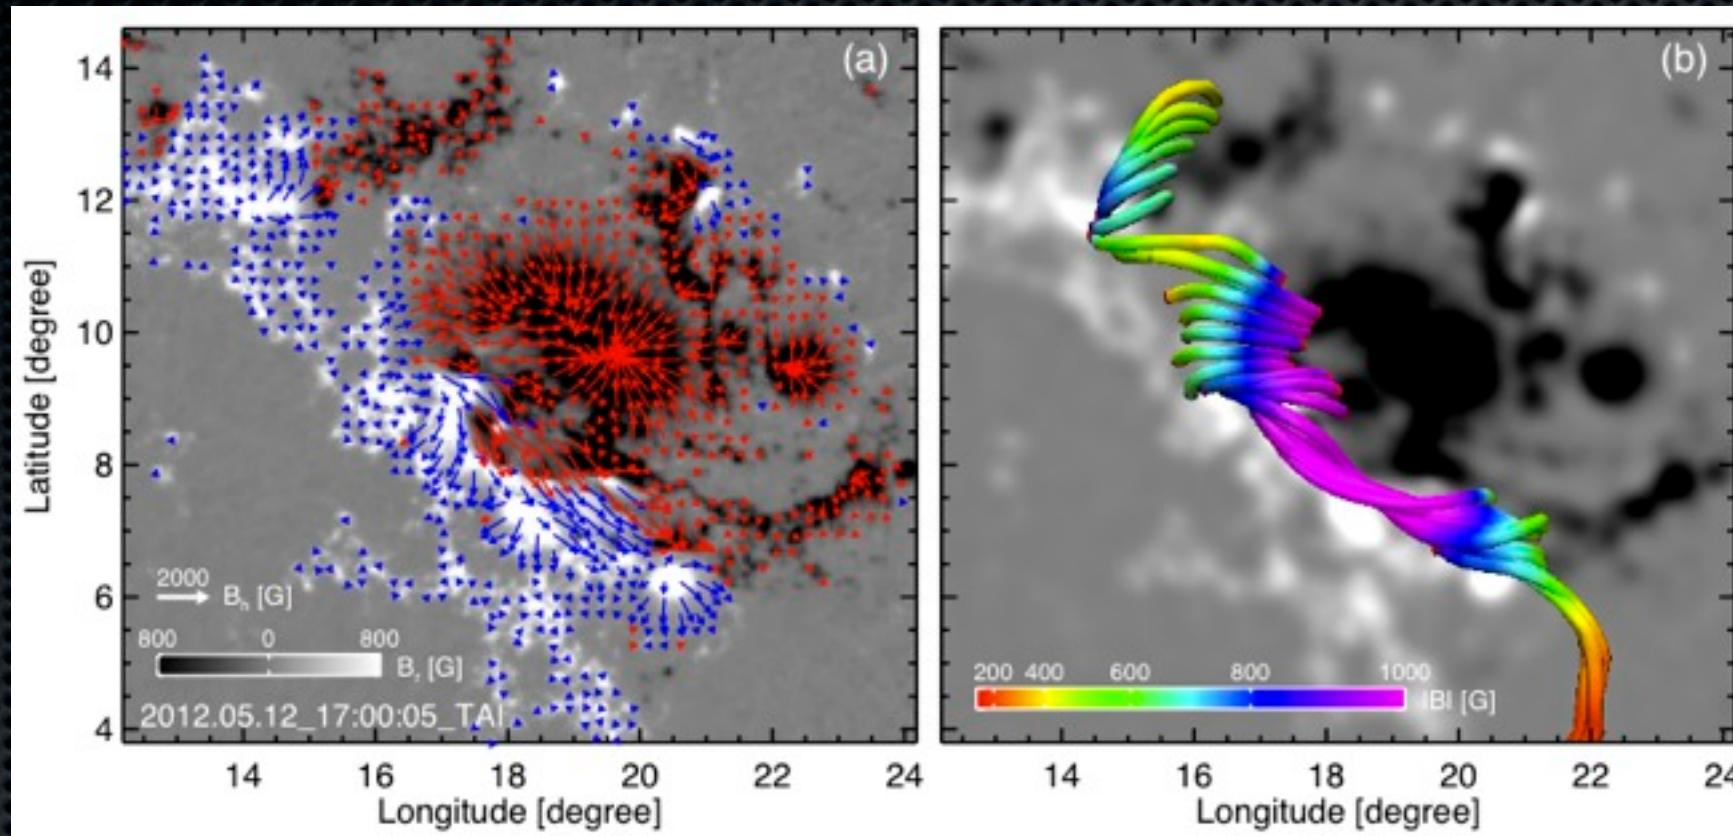 (a)
14
12
10
8
6
4
Latitude [degree]
2000
Bh [G]
800 0 800
Br [G]
2012.05.12_17:00:05_TAI
14 16 18 20 22 24
Longitude [degree]
(b)
200 400 600 800 1000
|B| [G]
14 16 18 20 22 24
Longitude [degree]